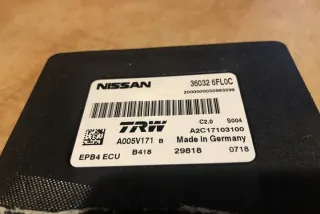 NISSAN 36032 6FL0C
TRW C2.0 S004
A2C17103100
A005V171 B Made in Germany
EPB4 ECU B418 29818 0718